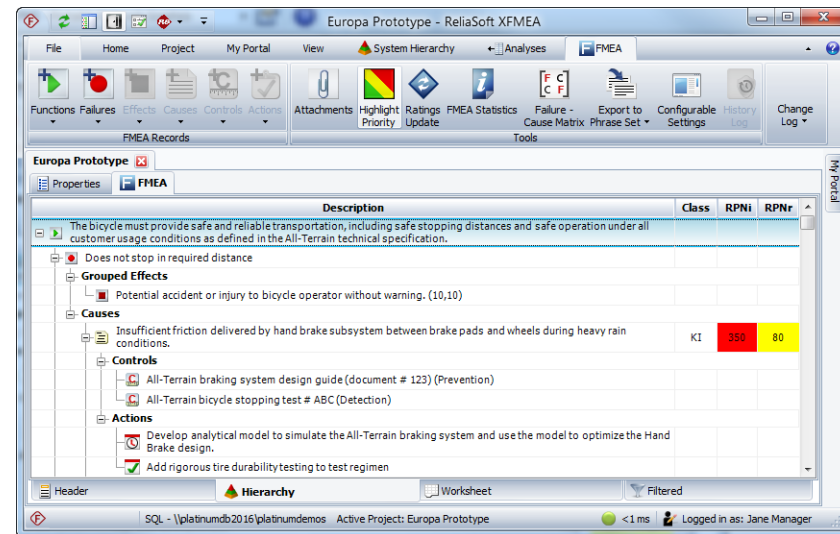 Europa Prototype - ReliaSoft XFMEA
File Home Project My Portal View System Hierarchy Analyses FMEA
Functions Failures Effects Causes Controls Actions Attachments Highlight Priority Ratings Update FMEA Statistics Failure - Cause Matrix Export to Phrase Set Configurable Settings History Log Change Log
FMEA Records Tools
Europa Prototype
My Portal
Properties FMEA
Description Class RPNi RPNr
The bicycle must provide safe and reliable transportation, including safe stopping distances and safe operation under all
customer usage conditions as defined in the All-Terrain technical specification.
Does not stop in required distance
Grouped Effects
Potential accident or injury to bicycle operator without warning. (10,10)
Causes
Insufficient friction delivered by hand brake subsystem between brake pads and wheels during heavy rain
conditions.
KI 350 80
Controls
All-Terrain braking system design guide (document # 123) (Prevention)
All-Terrain bicycle stopping test # ABC (Detection)
Actions
Develop analytical model to simulate the All-Terrain braking system and use the model to optimize the Hand
Brake design.
Add rigorous tire durability testing to test regimen
Header Hierarchy Worksheet Filtered
SQL - \\platinumdb2016\platinumdemos Active Project: Europa Prototype <1 ms Logged in as: Jane Manager